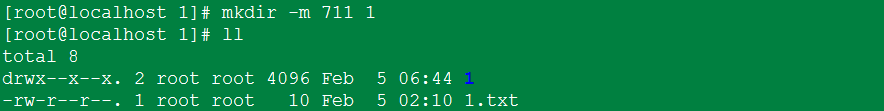 [root@localhost 1]# mkdir -m 711 1
[root@localhost 1]# ll
total 8
drwx--x--x. 2 root root 4096 Feb  5 06:44 1
-rw-r--r--. 1 root root   10 Feb  5 02:10 1.txt